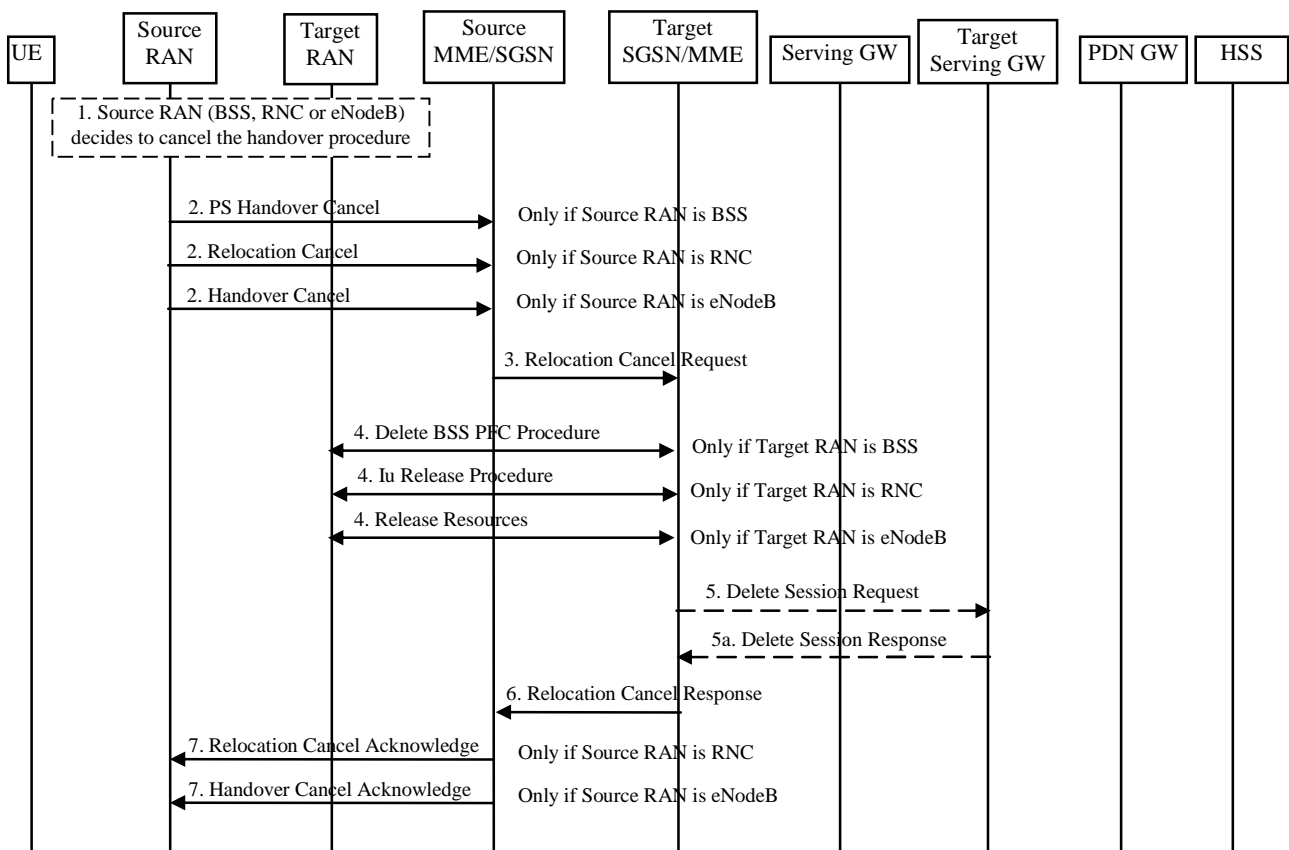 UE
Source
RAN
Target
RAN
Source
MME/SGSN
Target
SGSN/MME
Serving GW
Target
Serving GW
PDN GW
HSS
1. Source RAN (BSS, RNC or eNodeB)
decides to cancel the handover procedure
2. PS Handover Cancel
Only if Source RAN is BSS
2. Relocation Cancel
Only if Source RAN is RNC
2. Handover Cancel
Only if Source RAN is eNodeB
3. Relocation Cancel Request
4. Delete BSS PFC Procedure
Only if Target RAN is BSS
4. Iu Release Procedure
Only if Target RAN is RNC
4. Release Resources
Only if Target RAN is eNodeB
5. Delete Session Request
5a. Delete Session Response
6. Relocation Cancel Response
7. Relocation Cancel Acknowledge
Only if Source RAN is RNC
7. Handover Cancel Acknowledge
Only if Source RAN is eNodeB